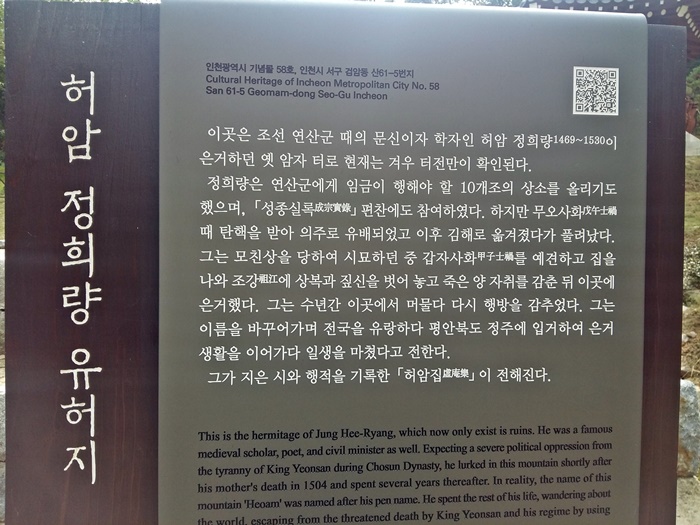 허암 정희량 유허지
인천광역시 기념물 58호, 인천시 서구 검암동 산61-5번지
Cultural Heritage of Incheon Metropolitan City No. 58
San 61-5 Geomam-dong Seo-Gu Incheon
이곳은 조선 연산군 때의 문신이자 학자인 허암 정희량1469~1530이
은거하던 옛 암자 터로 현재는 겨우 터전만이 확인된다.
정희량은 연산군에게 임금이 행해야 할 10개조의 상소를 올리기도
했으며, 「성종실록成宗實錄」 편찬에도 참여하였다. 하지만 무오사화戊午士禍
때 탄핵을 받아 의주로 유배되었고 이후 김해로 옮겨졌다가 풀려났다.
그는 모친상을 당하여 시묘하던 중 갑자사화甲子士禍를 예견하고 집을
나와 조강祖江에 상복과 짚신을 벗어 놓고 죽은 양 자취를 감춘 뒤 이곳에
은거했다. 그는 수년간 이곳에서 머물다 다시 행방을 감추었다. 그는
이름을 바꾸어가며 전국을 유랑하다 평안북도 정주에 입거하여 은거
생활을 이어가다 일생을 마쳤다고 전한다.
그가 지은 시와 행적을 기록한 「허암집虛庵集」이 전해진다.
This is the hermitage of Jung Hee-Ryang, which now only exist is ruins. He was a famous
medieval scholar, poet, and civil minister as well. Expecting a severe political oppression from
the tyranny of King Yeonsan during Chosun Dynasty, he lurked in this mountain shortly after
his mother's death in 1504 and spent several years thereafter. In reality, the name of this
mountain 'Heoam' was named after his pen name. He spent the rest of his life, wandering about
the world, escaping from the threatened death by King Yeonsan and his regime by using